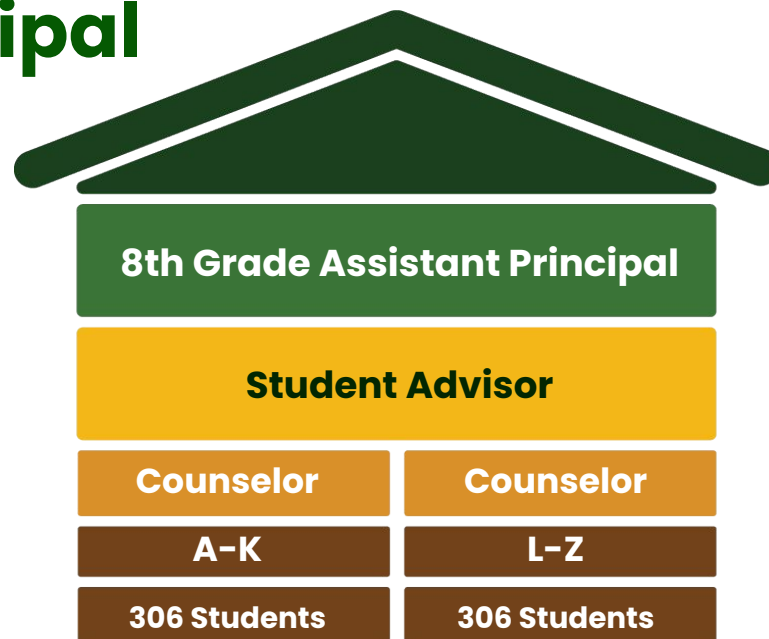 ipal
8th Grade Assistant Principal
Student Advisor
Counselor
Counselor
A-K
L-Z
306 Students
306 Students